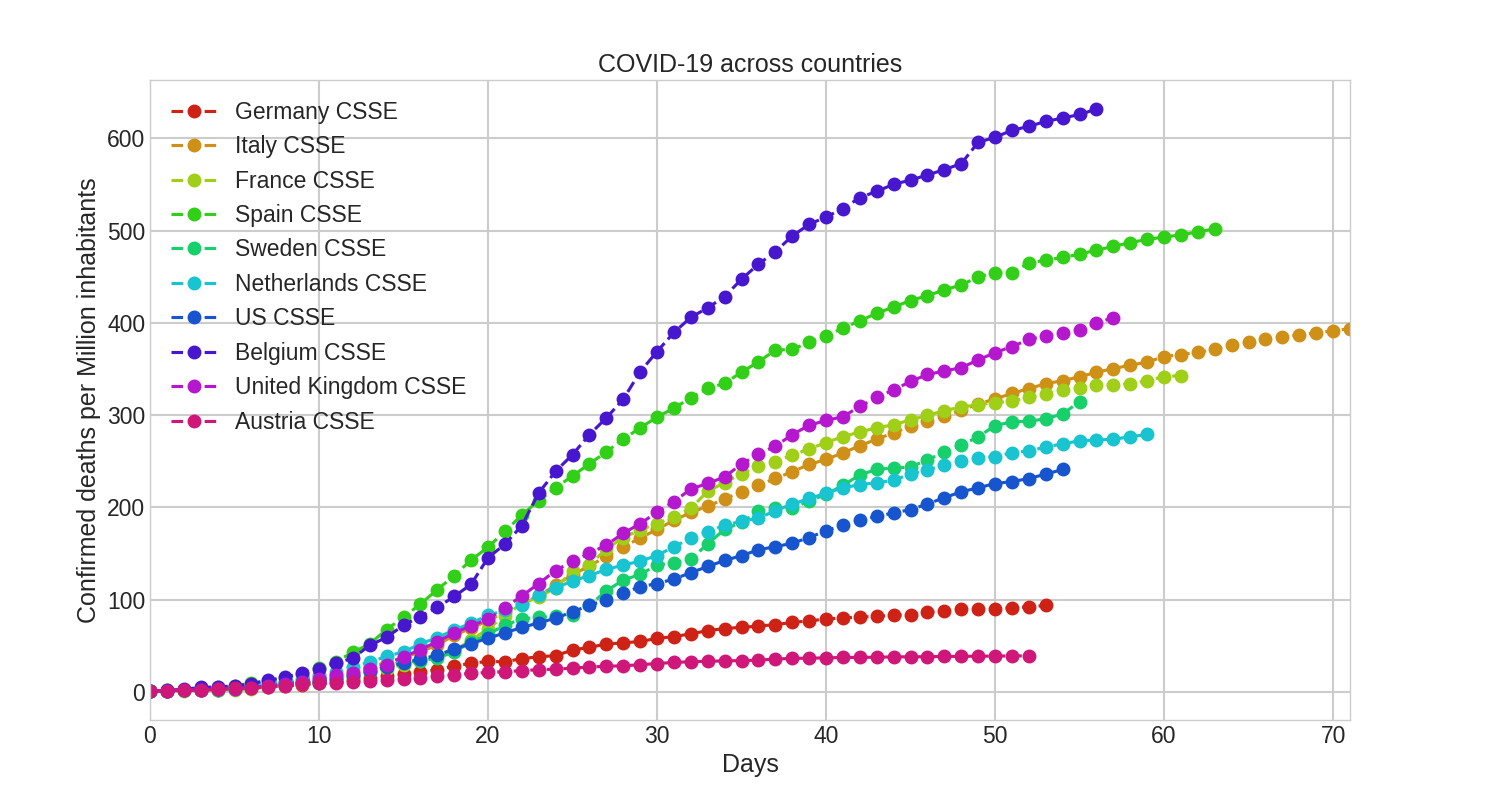 COVID-19 across countries
Germany CSSE
Italy CSSE
France CSSE
Spain CSSE
Sweden CSSE
Netherlands CSSE
US CSSE
Belgium CSSE
United Kingdom CSSE
Austria CSSE
Confirmed deaths per Million inhabitants
600
500
400
300
200
100
0
0 10 20 30 40 50 60 70
Days